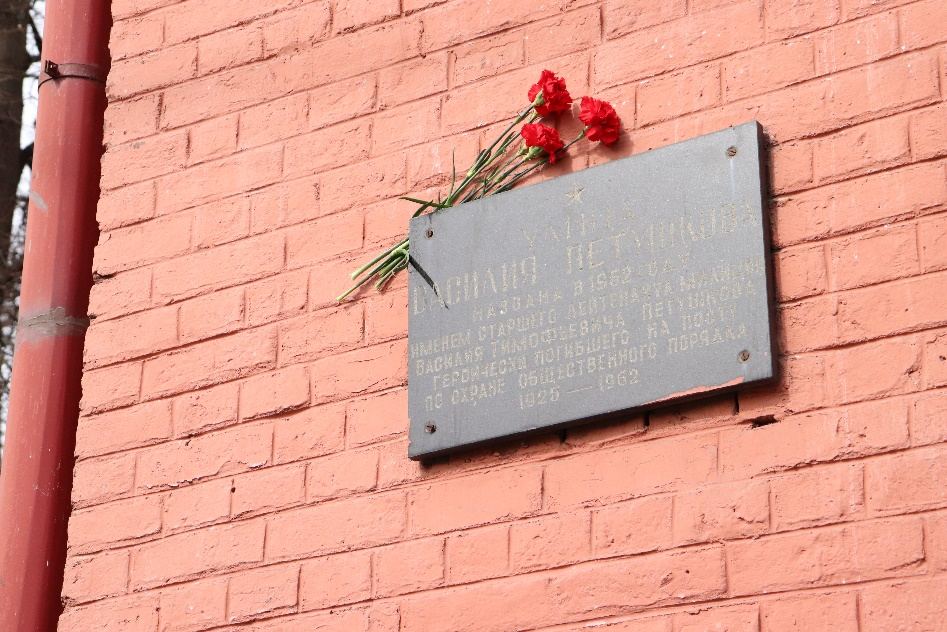 УЛИЦА
ВАСИЛИЯ ПЕТУШКОВА
НАЗВАНА В 1962 ГОДУ
ИМЕНЕМ СТАРШЕГО ЛЕЙТЕНАНТА МИЛИЦИИ
ВАСИЛИЯ ТИМОФЕЕВИЧА ПЕТУШКОВА
ГЕРОИЧЕСКИ ПОГИБШЕГО НА ПОСТУ
ПО ОХРАНЕ ОБЩЕСТВЕННОГО ПОРЯДКА
1925 — 1962